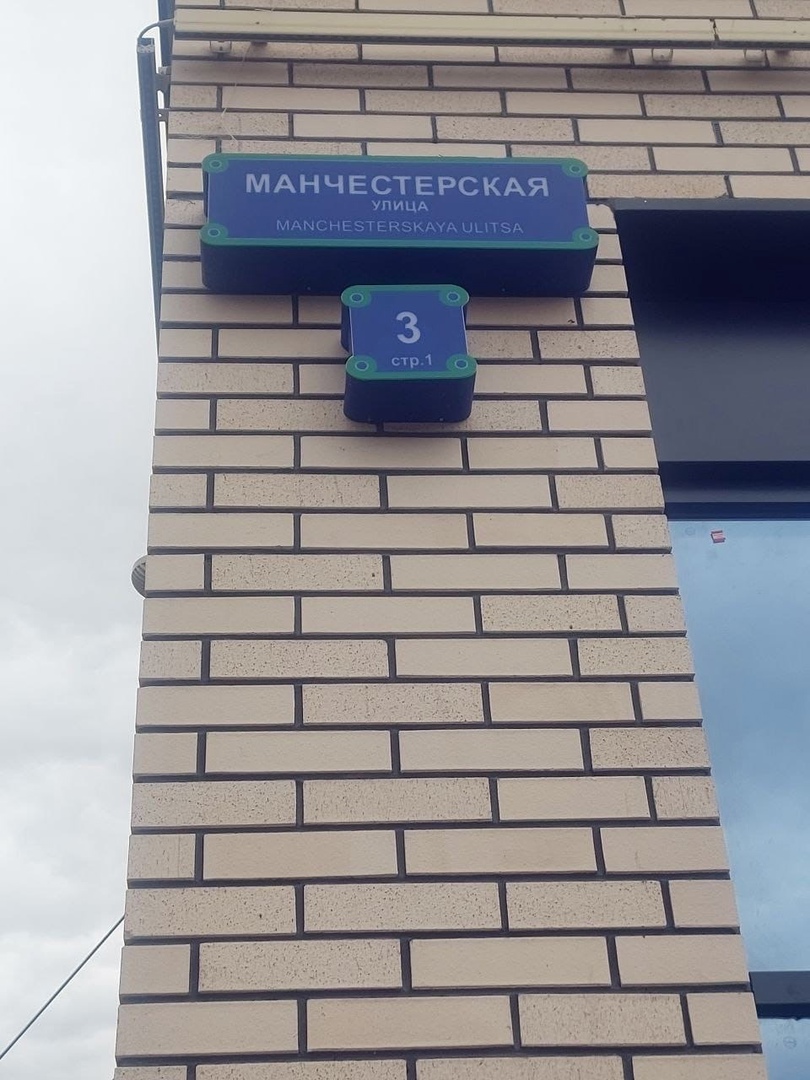 МАНЧЕСТЕРСКАЯ
УЛИЦА
MANCHESTERSKAYA ULITSA
3
стр.1